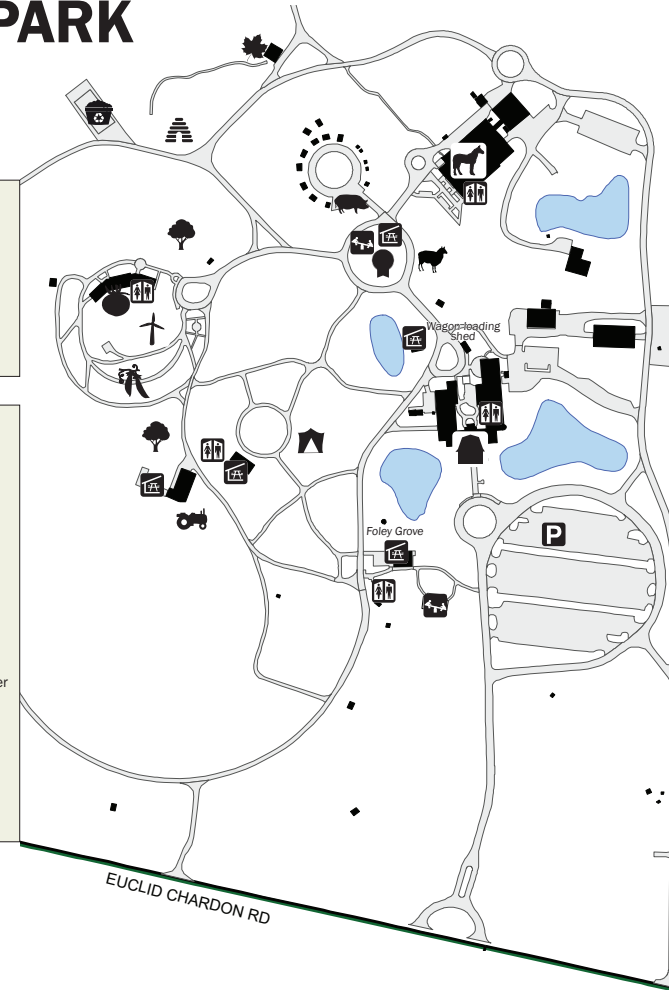 PARK
Wagon-loading
shed
Foley Grove
P
er
EUCLID CHARDON RD